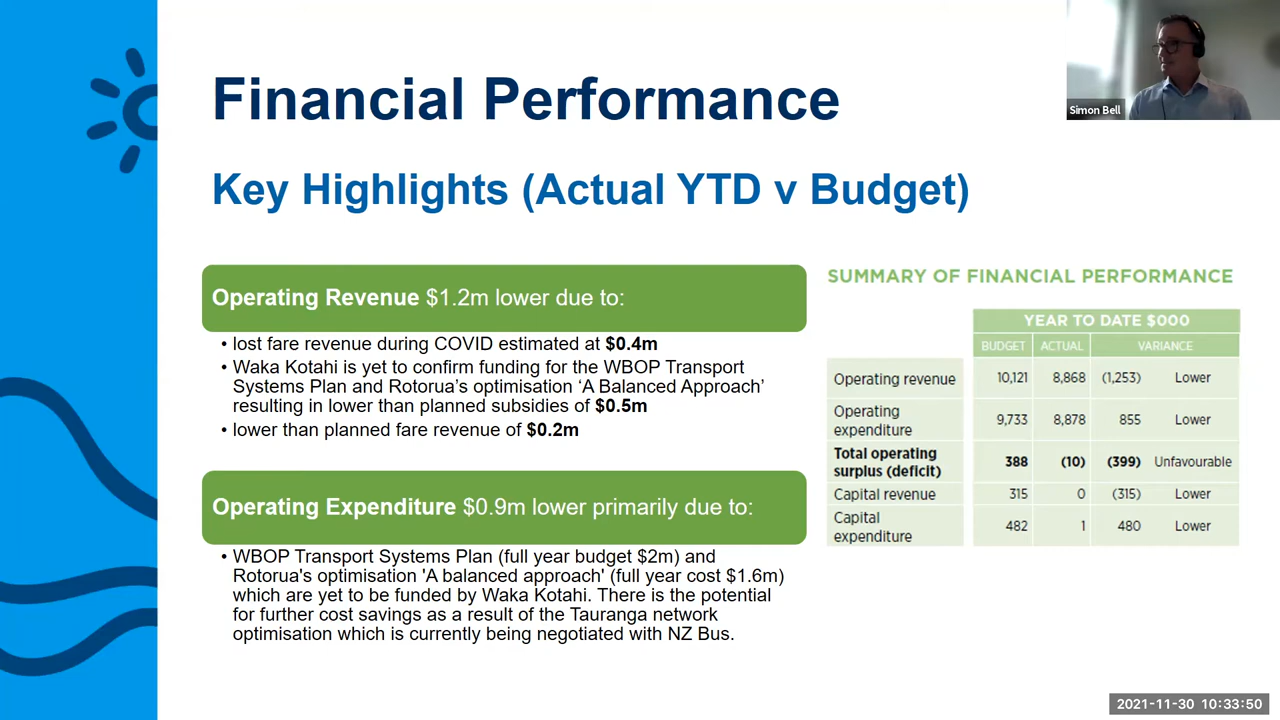 Simon Bell
Financial Performance
Key Highlights (Actual YTD v Budget)
Operating Revenue $1.2m lower due to:
• lost fare revenue during COVID estimated at $0.4m
• Waka Kotahi is yet to confirm funding for the WBOP Transport
Systems Plan and Rotorua’s optimisation ‘A Balanced Approach’
resulting in lower than planned subsidies of $0.5m
• lower than planned fare revenue of $0.2m
Operating Expenditure $0.9m lower primarily due to:
• WBOP Transport Systems Plan (full year budget $2m) and
Rotorua's optimisation 'A balanced approach' (full year cost $1.6m)
which are yet to be funded by Waka Kotahi. There is the potential
for further cost savings as a result of the Tauranga network
optimisation which is currently being negotiated with NZ Bus.
SUMMARY OF FINANCIAL PERFORMANCE
YEAR TO DATE $000
BUDGET ACTUAL VARIANCE
Operating revenue 10,121 8,868 (1,253) Lower
Operating
expenditure 9,733 8,878 855 Lower
Total operating
surplus (deficit) 388 (10) (399) Unfavourable
Capital revenue 315 0 (315) Lower
Capital
expenditure 482 1 480 Lower
2021-11-30 10:33:50